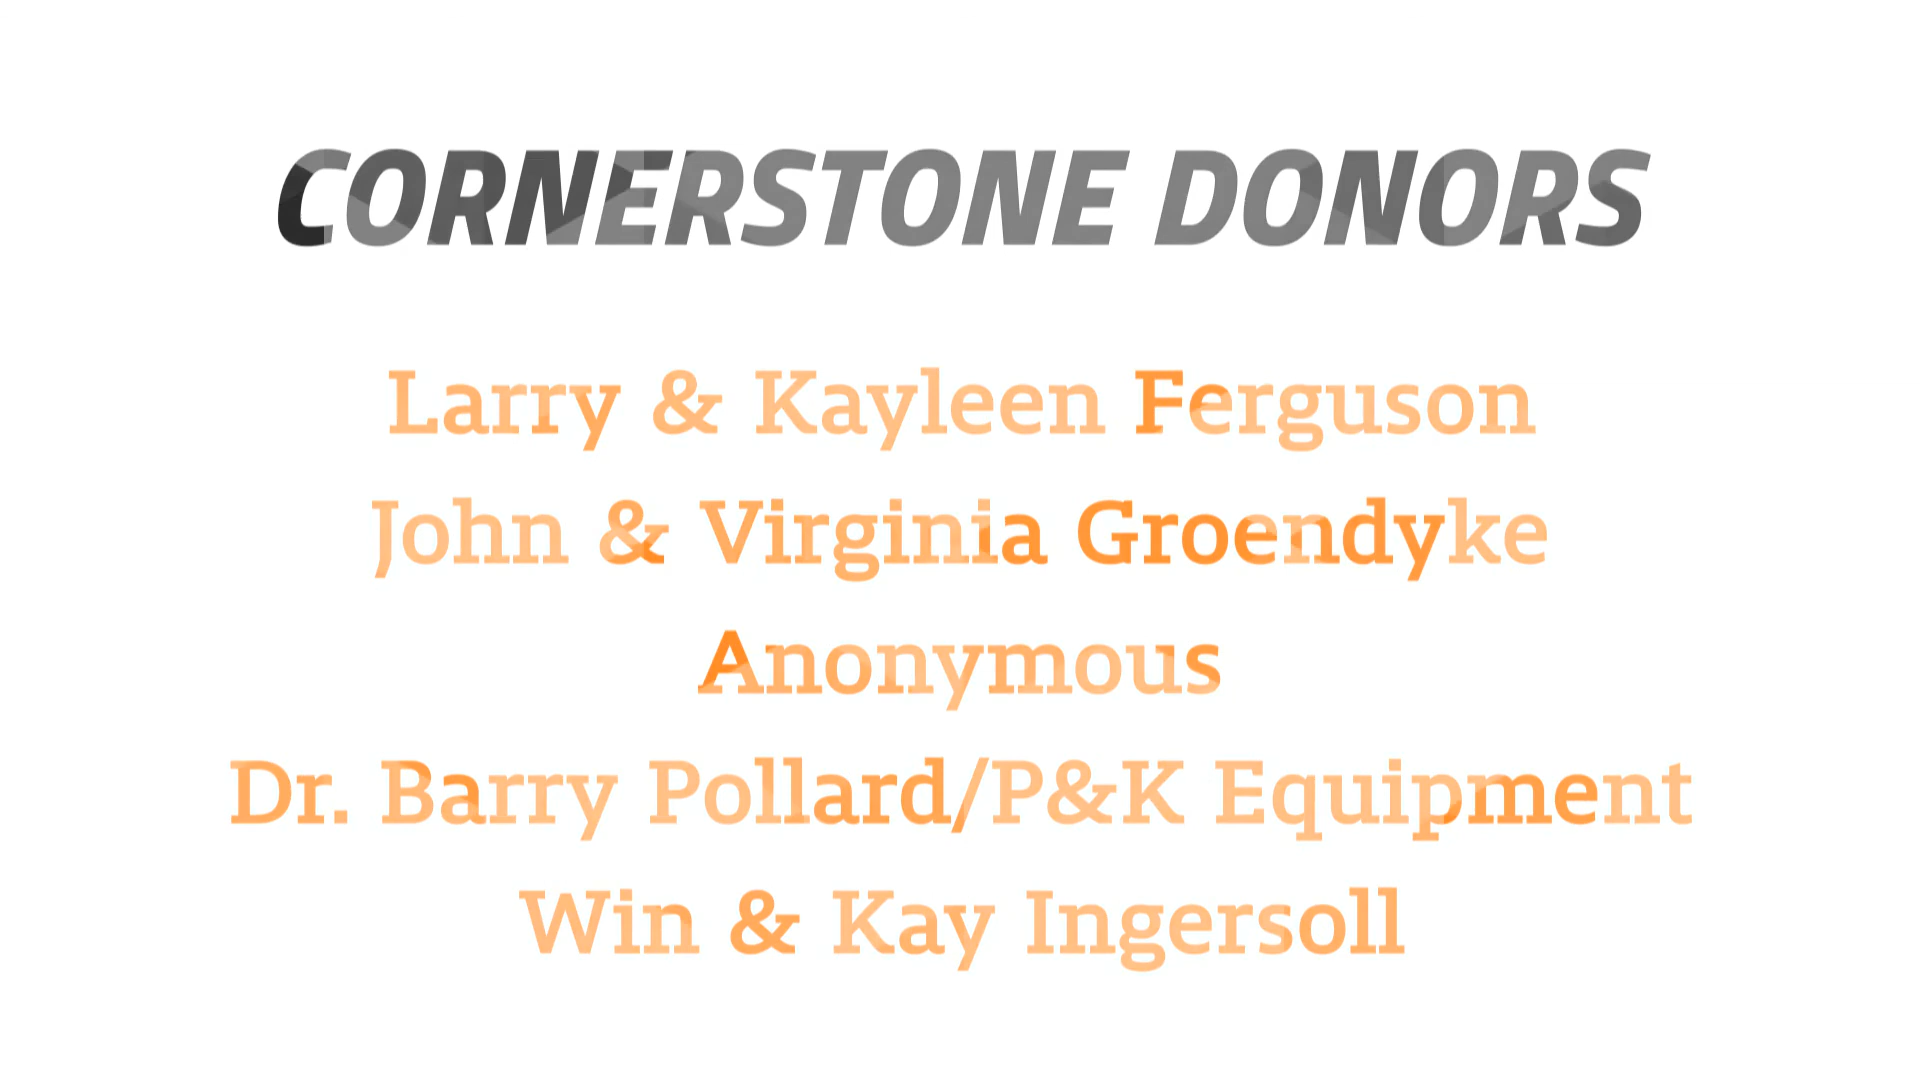 CORNERSTONE DONORS
Larry & Kayleen Ferguson
John & Virginia Groendyke
Anonymous
Dr. Barry Pollard/P&K Equipment
Win & Kay Ingersoll